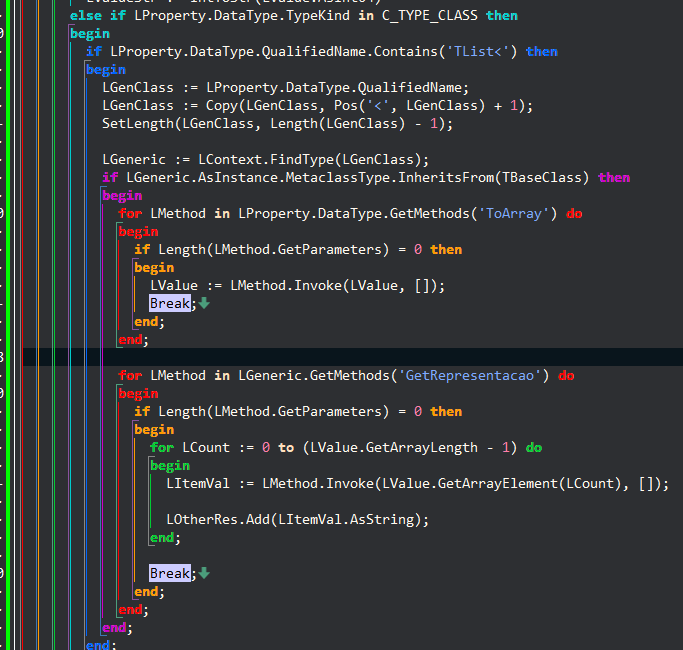 else if LProperty.DataType.TypeKind in C_TYPE_CLASS then
begin
if LProperty.DataType.QualifiedName.Contains('TList<') then
begin
LGenClass := LProperty.DataType.QualifiedName;
LGenClass := Copy(LGenClass, Pos('<', LGenClass) + 1);
SetLength(LGenClass, Length(LGenClass) - 1);
LGeneric := LContext.FindType(LGenClass);
if LGeneric.AsInstance.MetaclassType.InheritsFrom(TBaseClass) then
begin
for LMethod in LProperty.DataType.GetMethods('ToArray') do
begin
if Length(LMethod.GetParameters) = 0 then
begin
LValue := LMethod.Invoke(LValue, []);
Break;
end;
end;
for LMethod in LGeneric.GetMethods('GetRepresentacao') do
begin
if Length(LMethod.GetParameters) = 0 then
begin
for LCount := 0 to (LValue.GetArrayLength - 1) do
begin
LItemVal := LMethod.Invoke(LValue.GetArrayElement(LCount), []);
LOtherRes.Add(LItemVal.AsString);
end;
Break;
end;
end;
end;
end;